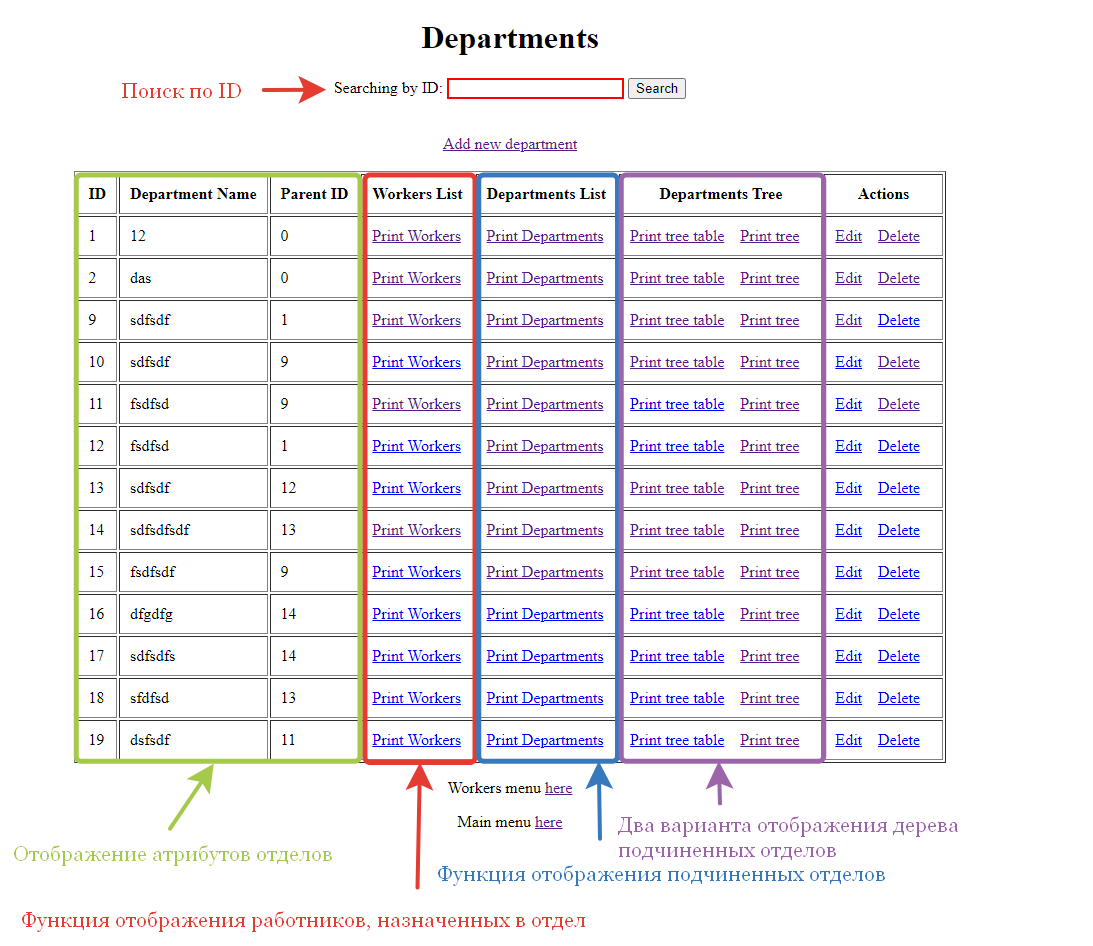 Departments
Поиск по ID Searching by ID: Search
Add new department
ID Department Name Parent ID Workers List Departments List Departments Tree Actions
1 12 0 Print Workers Print Departments Print tree table Print tree Edit Delete
2 das 0 Print Workers Print Departments Print tree table Print tree Edit Delete
9 sdfsdf 1 Print Workers Print Departments Print tree table Print tree Edit Delete
10 sdfsdf 9 Print Workers Print Departments Print tree table Print tree Edit Delete
11 fsdfsd 9 Print Workers Print Departments Print tree table Print tree Edit Delete
12 fsdfsd 1 Print Workers Print Departments Print tree table Print tree Edit Delete
13 sdfsdf 12 Print Workers Print Departments Print tree table Print tree Edit Delete
14 sdfsdfsdf 13 Print Workers Print Departments Print tree table Print tree Edit Delete
15 fsdfsdf 9 Print Workers Print Departments Print tree table Print tree Edit Delete
16 dfgdfg 14 Print Workers Print Departments Print tree table Print tree Edit Delete
17 sdfsdfs 14 Print Workers Print Departments Print tree table Print tree Edit Delete
18 sfdfsd 13 Print Workers Print Departments Print tree table Print tree Edit Delete
19 dsfsdf 11 Print Workers Print Departments Print tree table Print tree Edit Delete
Workers menu here
Main menu here
Два варианта отображения дерева
подчиненных отделов
Отображение атрибутов отделов
Функция отображения подчиненных отделов
Функция отображения работников, назначенных в отдел